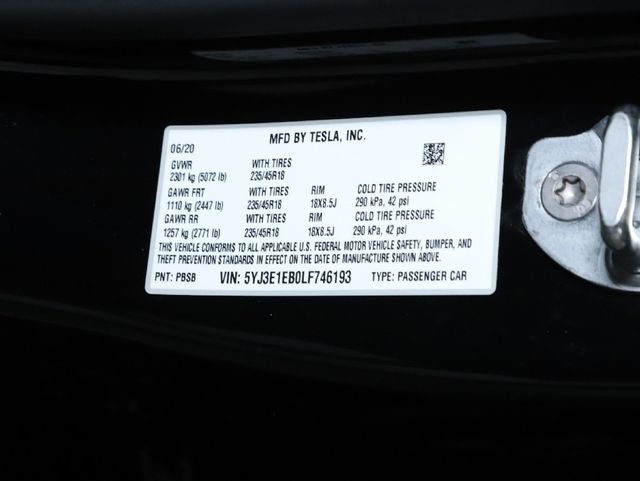 MFD BY TESLA, INC.
06/20
GVWR WITH TIRES
2301 kg (5072 lb) 235/45R18
GAWR FRT WITH TIRES RIM COLD TIRE PRESSURE
1110 kg (2447 lb) 235/45R18 18X8.5J 290 kPa, 42 psi
GAWR RR WITH TIRES RIM COLD TIRE PRESSURE
1257 kg (2771 lb) 235/45R18 18X8.5J 290 kPa, 42 psi
THIS VEHICLE CONFORMS TO ALL APPLICABLE U.S. FEDERAL MOTOR VEHICLE SAFETY, BUMPER, AND
THEFT PREVENTION STANDARDS IN EFFECT ON THE DATE OF MANUFACTURE SHOWN ABOVE.
PNT: PBSB VIN: 5YJ3E1EB0LF746193 TYPE: PASSENGER CAR